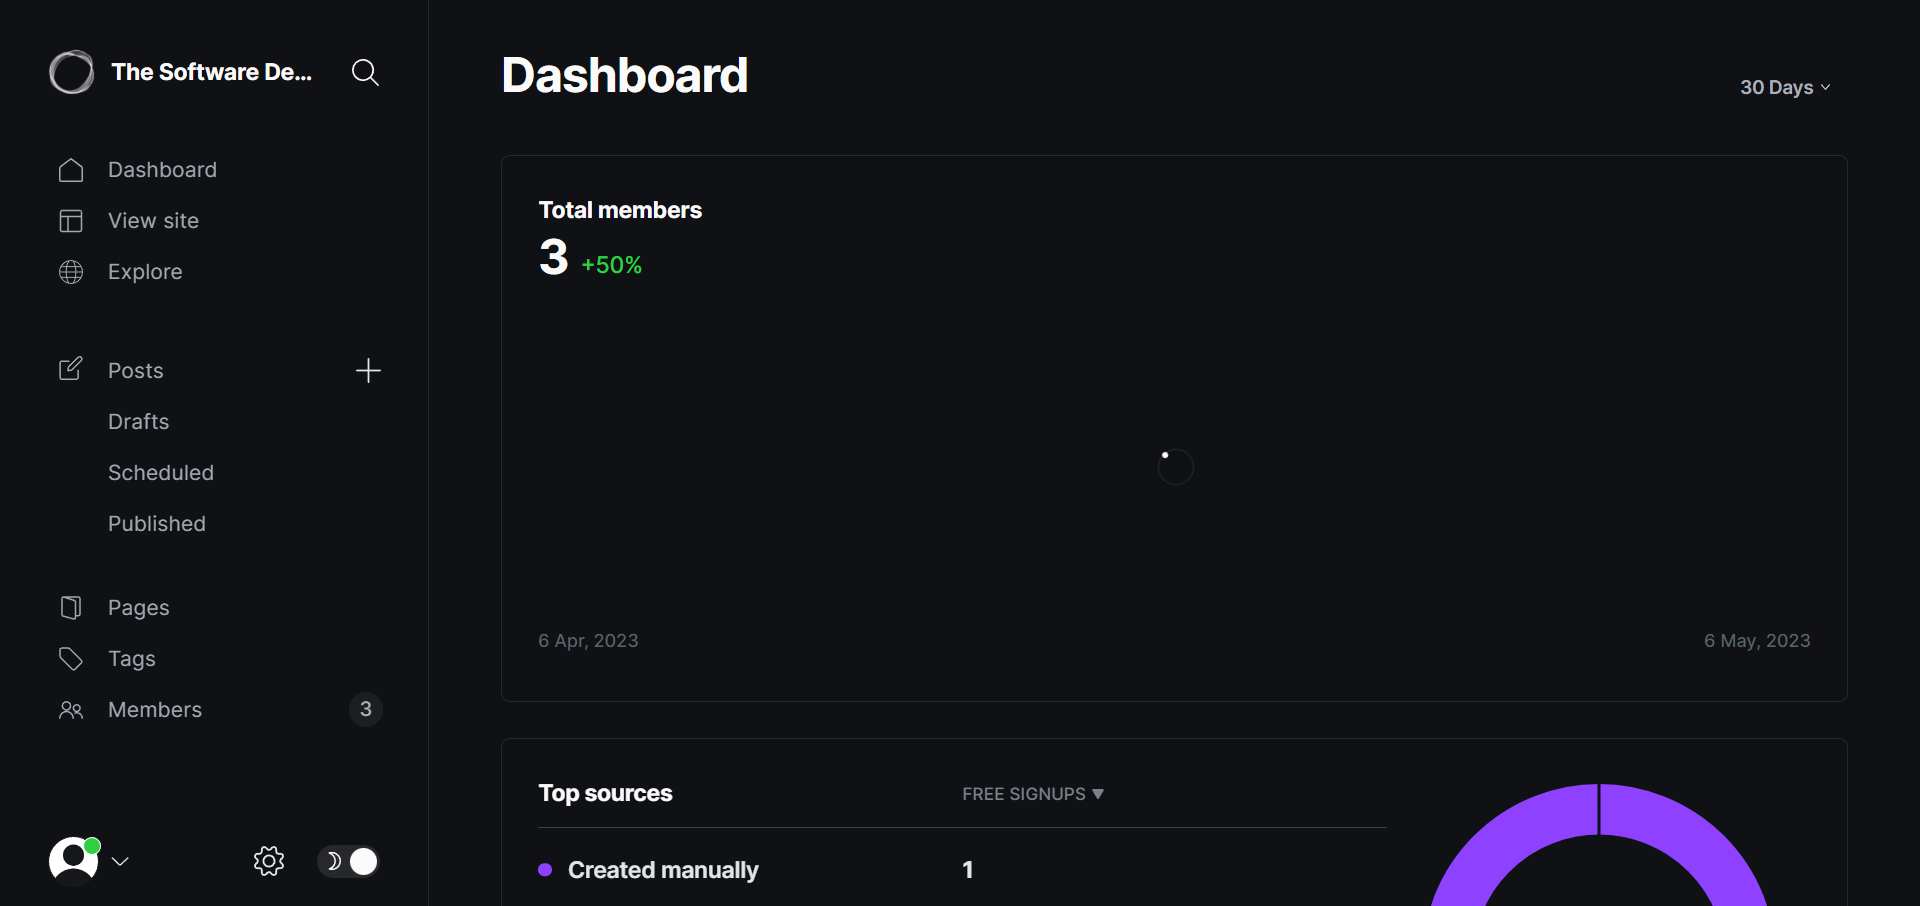 The Software De...
Dashboard
View site
Explore
Posts
Drafts
Scheduled
Published
Pages
Tags
Members 3
Dashboard
30 Days
Total members
3 +50%
6 Apr, 2023 6 May, 2023
Top sources FREE SIGNUPS ▼
Created manually 1